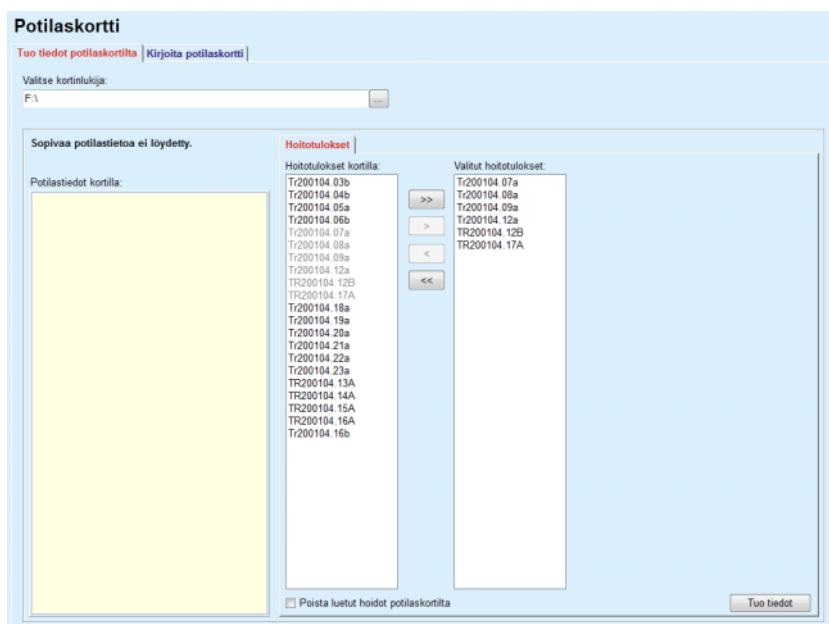 Potilaskortti
Tuo tiedot potilaskortilta Kirjoita potilaskortti
Valitse kortinlukija:
F:\ ...
Sopivaa potilastietoa ei löydetty.
Potilastiedot kortilla:
Hoitotulokset
Hoitotulokset kortilla:
Tr200104.03b
Tr200104.04b
Tr200104.05a
Tr200104.06b
Tr200104.07a
Tr200104.08a
Tr200104.09a
Tr200104.12a
TR200104.12B
TR200104.17A
Tr200104.18a
Tr200104.19a
Tr200104.20a
Tr200104.21a
Tr200104.22a
Tr200104.23a
TR200104.13A
TR200104.14A
TR200104.15A
TR200104.16A
Tr200104.16b
>>
>
<
<<
Valitut hoitotulokset:
Tr200104.07a
Tr200104.08a
Tr200104.09a
Tr200104.12a
TR200104.12B
TR200104.17A
Poista luetut hoidot potilaskortilta
Tuo tiedot